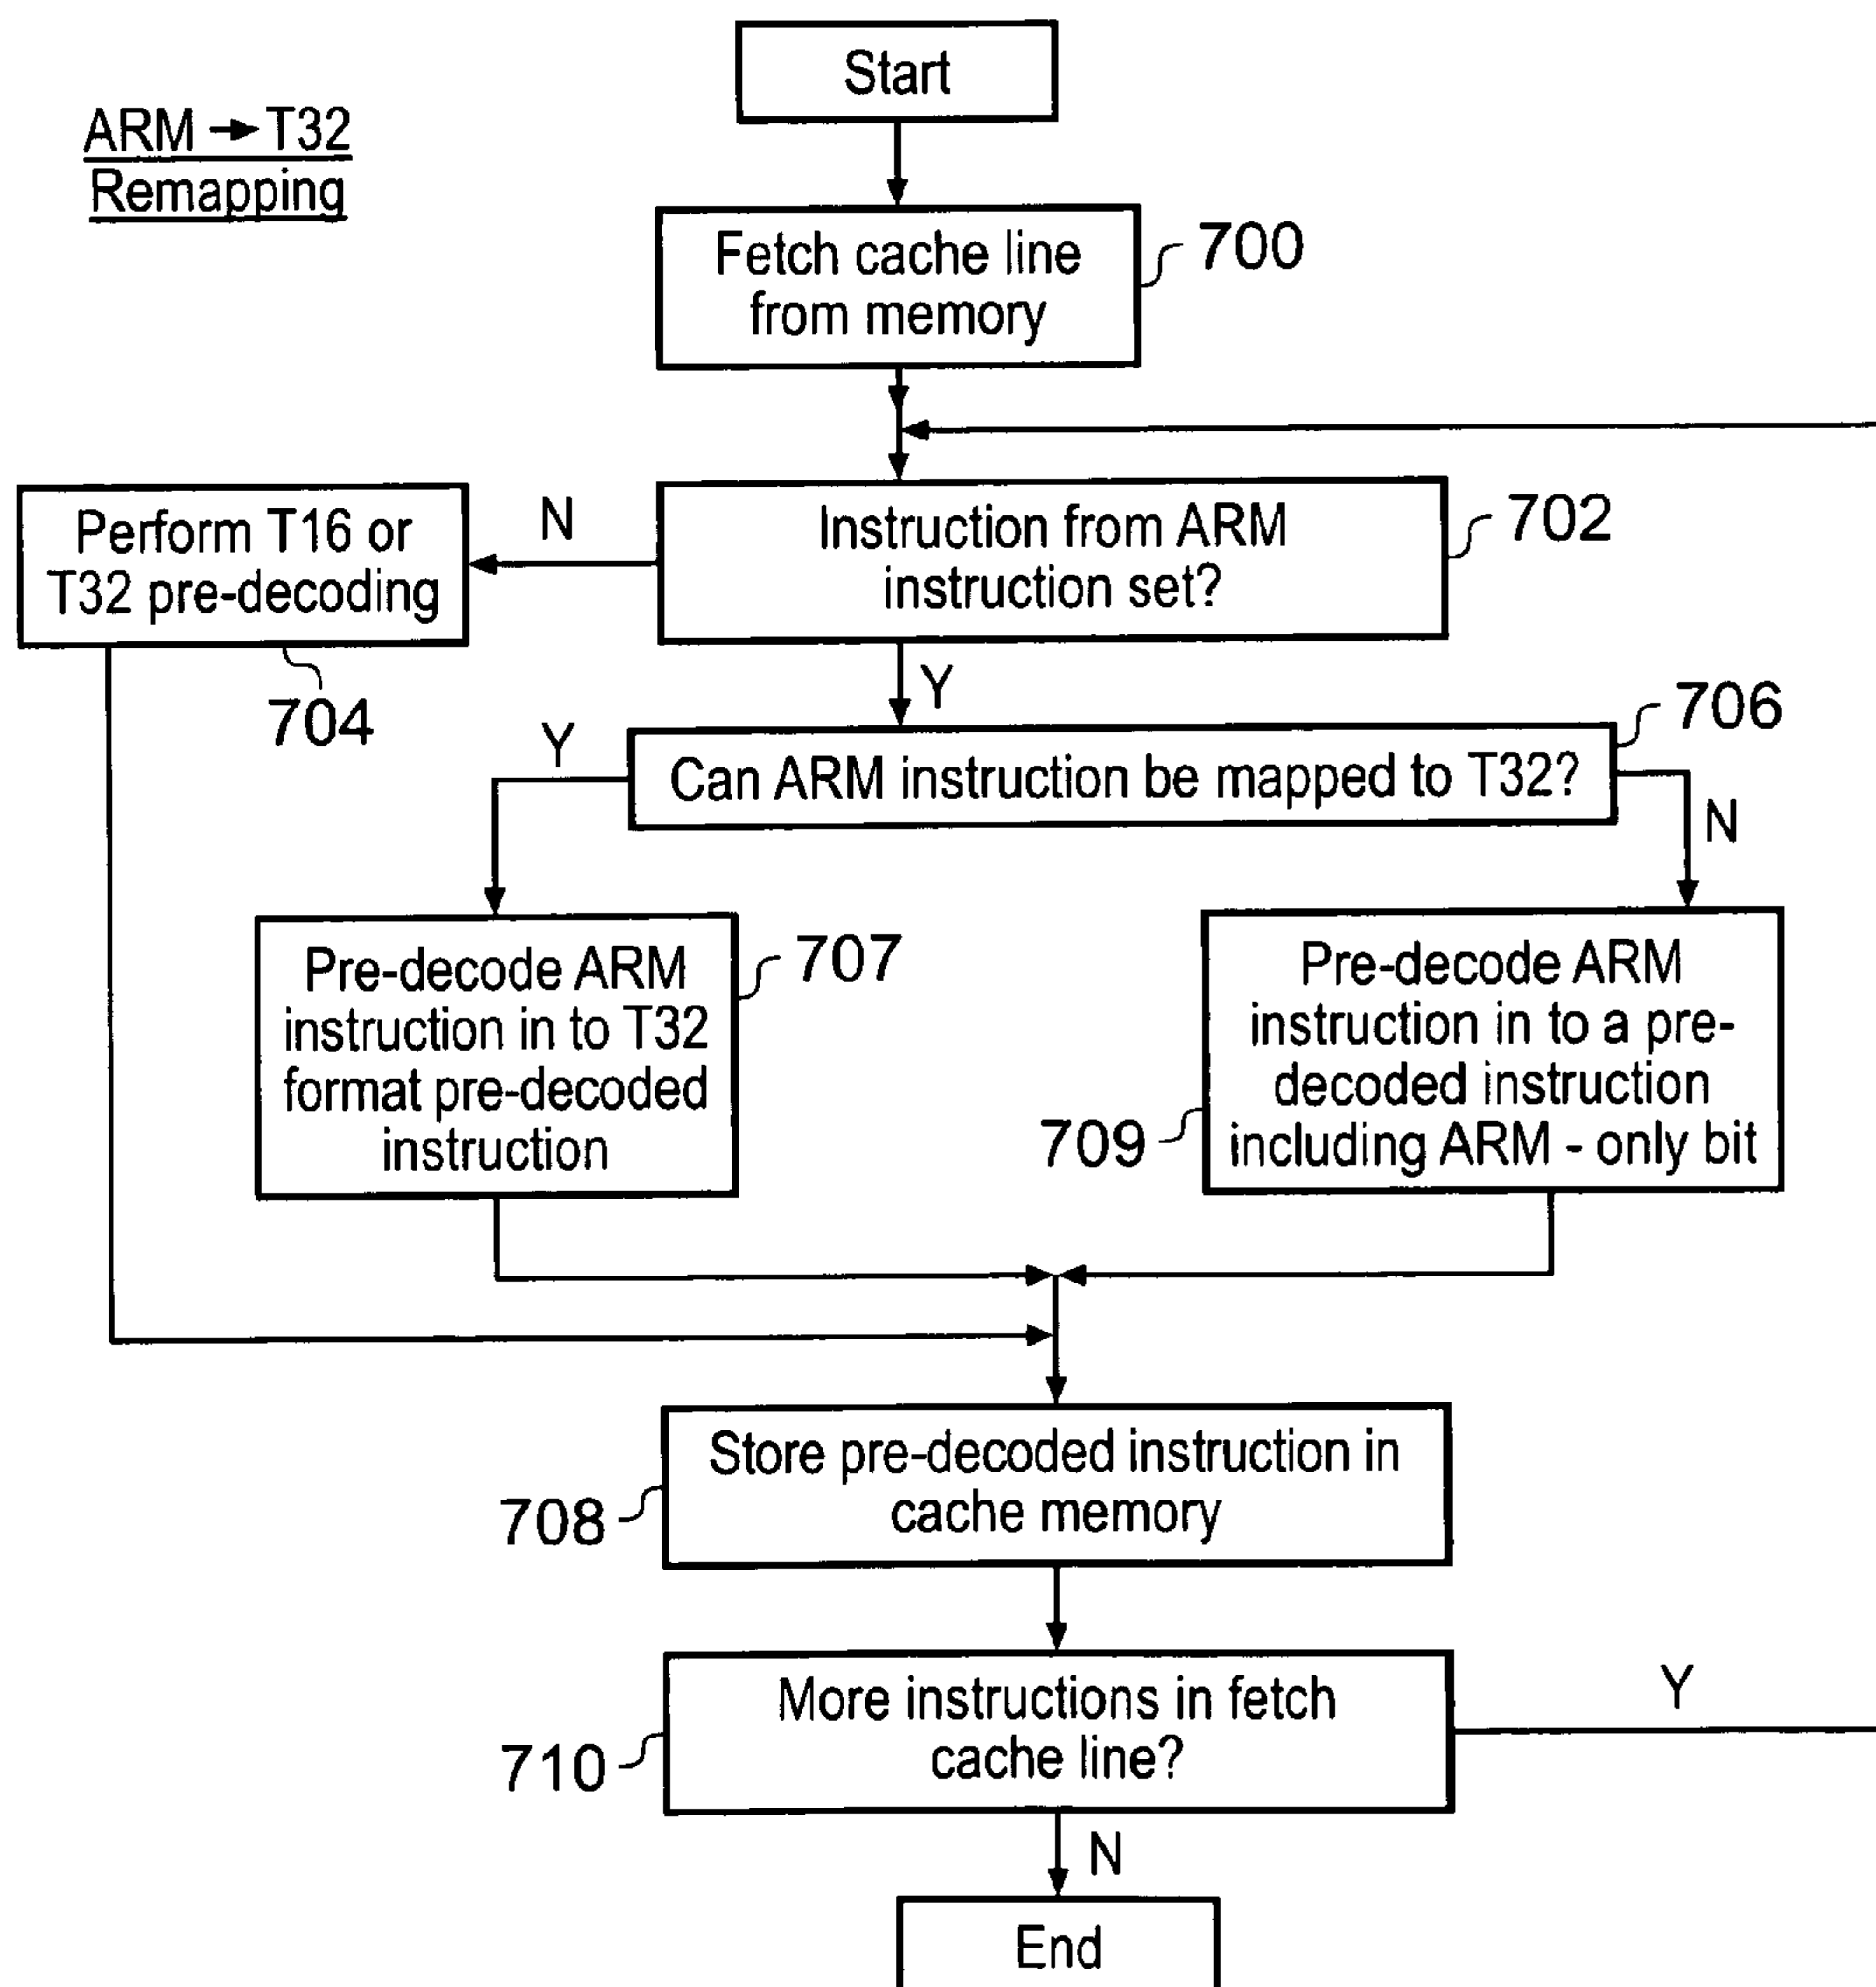 Start
ARM → T32
Remapping
Fetch cache line
from memory
700
Instruction from ARM
instruction set?
702
N
Perform T16 or
T32 pre-decoding
704
Y
Can ARM instruction be mapped to T32?
706
Y
N
Pre-decode ARM
instruction in to T32
format pre-decoded
instruction
707
Pre-decode ARM
instruction in to a pre-
decoded instruction
including ARM - only bit
709
Store pre-decoded instruction in
cache memory
708
More instructions in fetch
cache line?
710
Y
N
End